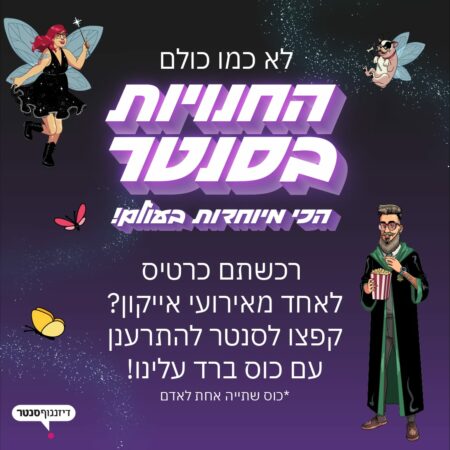 לא כמו כולם
החנויות
בסנטר
הכי מיוחדות בעולם!
רכשתם כרטיס
לאחד מאירועי אייקון?
קפצו לסנטר להתרענן
עם כוס ברד עלינו!
*כוס שתייה אחת לאדם
דיזנגוף סנטר